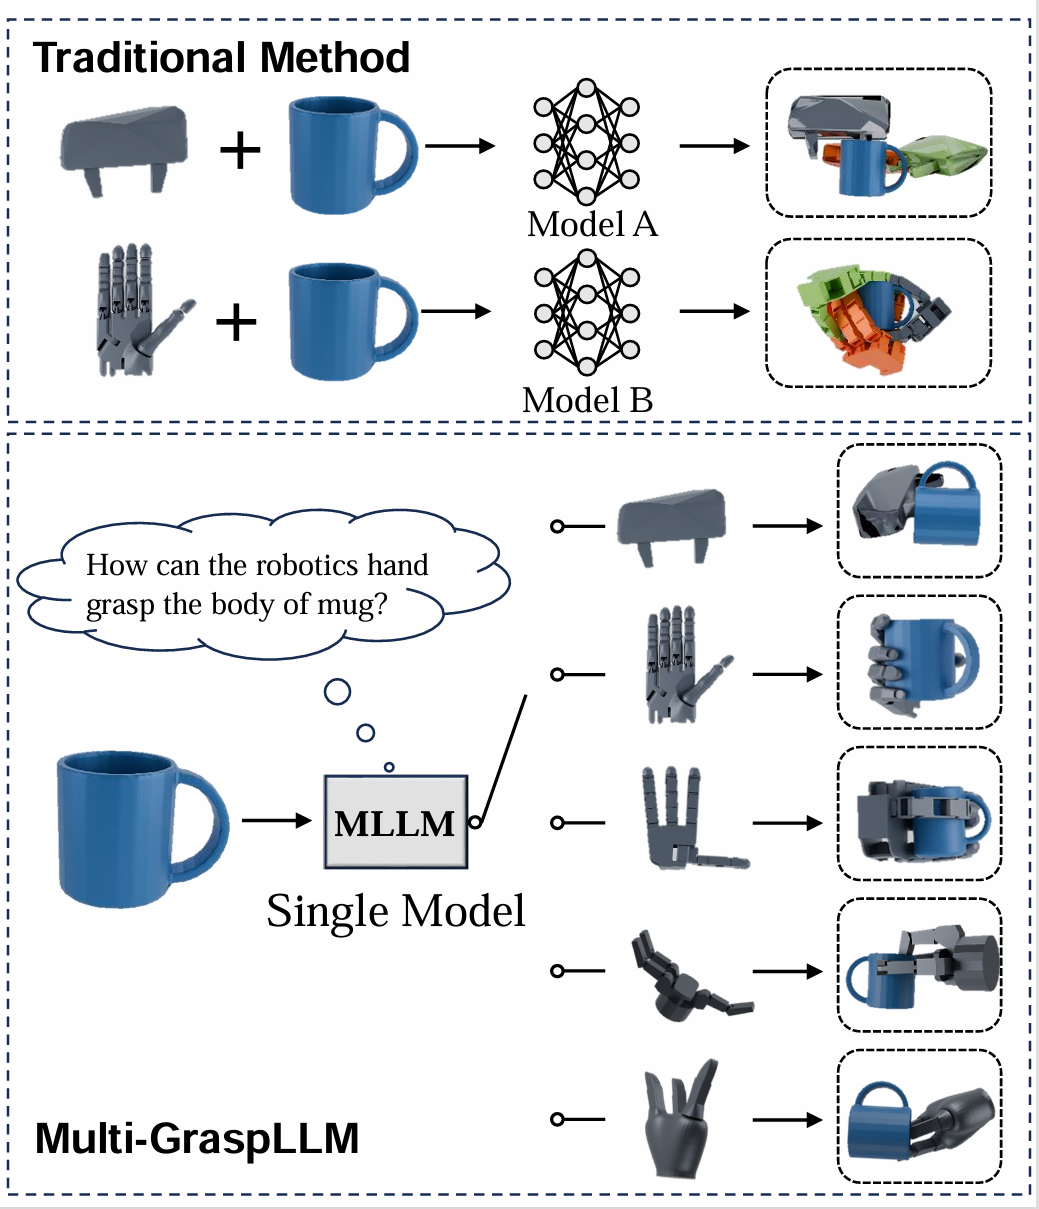 Traditional Method
+
Model A
+
Model B
How can the robotics hand
grasp the body of mug?
MLLM
Single Model
Multi-GraspLLM